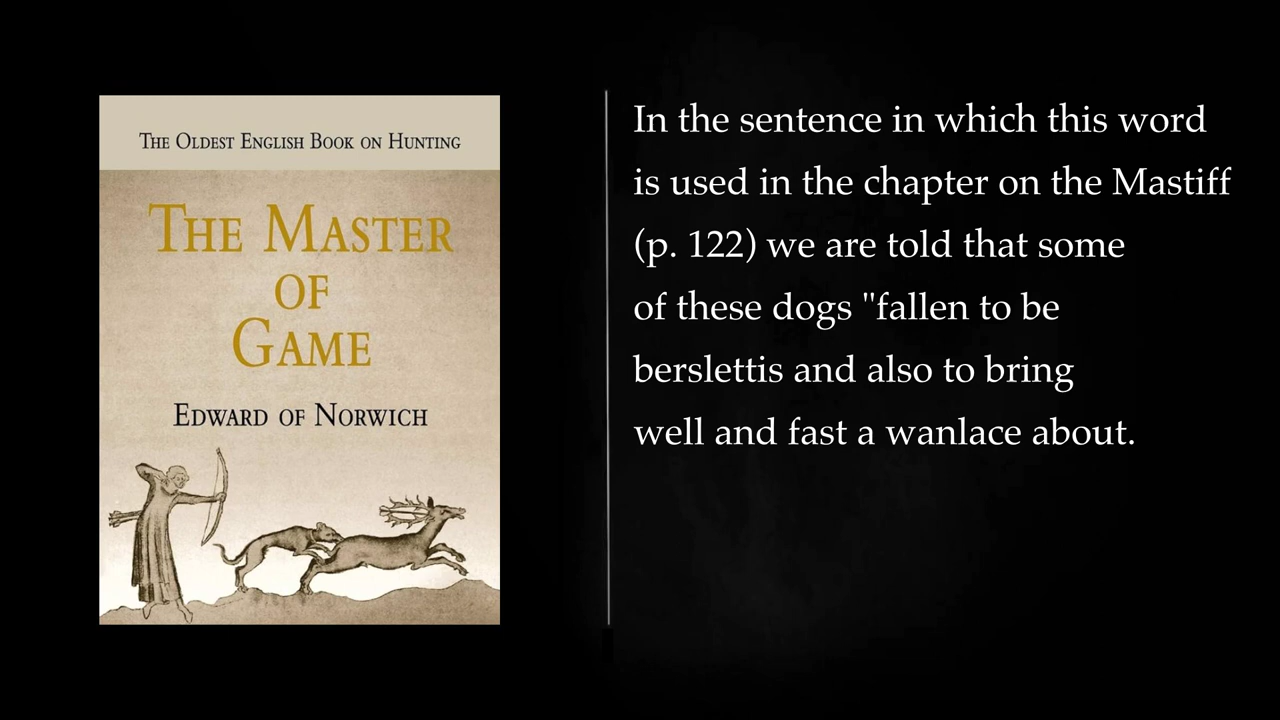 The Oldest English Book on Hunting
The Master
of
Game
Edward of Norwich
In the sentence in which this word
is used in the chapter on the Mastiff
(p. 122) we are told that some
of these dogs "fallen to be
berslettis and also to bring
well and fast a wanlace about.